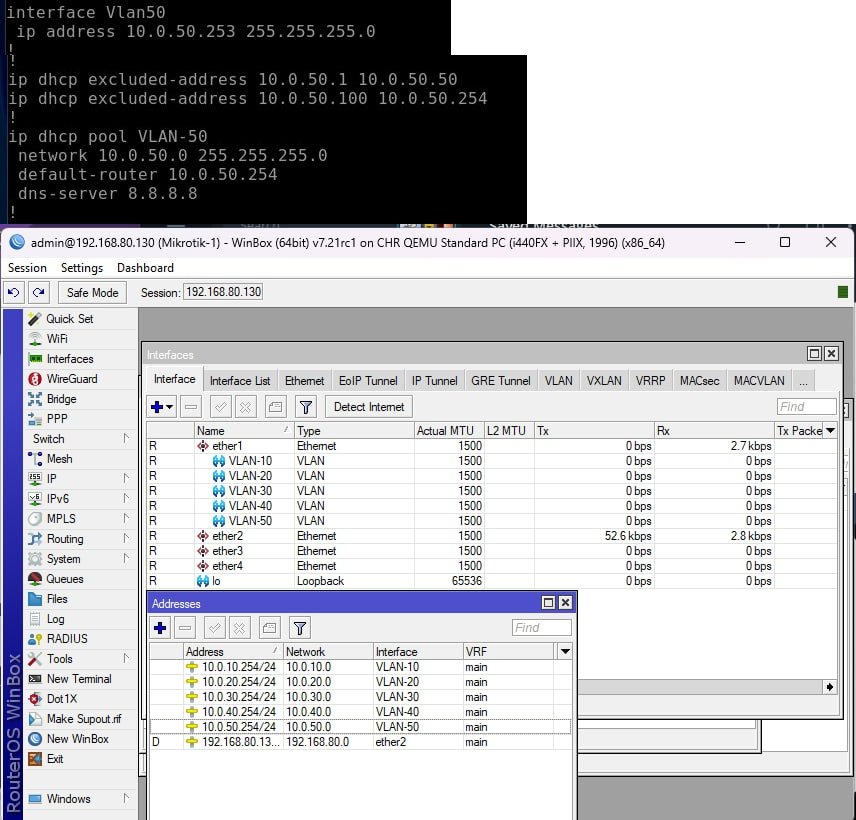 interface Vlan50
ip address 10.0.50.253 255.255.255.0
!
!
ip dhcp excluded-address 10.0.50.1 10.0.50.50
ip dhcp excluded-address 10.0.50.100 10.0.50.254
!
ip dhcp pool VLAN-50
network 10.0.50.0 255.255.255.0
default-router 10.0.50.254
dns-server 8.8.8.8
!
admin@192.168.80.130 (Mikrotik-1) - WinBox (64bit) v7.21rc1 on CHR QEMU Standard PC (i440FX + PIIX, 1996) (x86_64)
Session Settings Dashboard
Safe Mode Session: 192.168.80.130
Quick Set
WiFi
Interfaces
WireGuard
Bridge
PPP
Switch
Mesh
IP
IPv6
MPLS
Routing
System
Queues
Files
Log
RADIUS
Tools
New Terminal
Dot1X
Make Supout.rif
New WinBox
Exit
Windows
RouterOS WinBox
Interfaces
Interface Interface List Ethernet EoIP Tunnel IP Tunnel GRE Tunnel VLAN VXLAN VRRP MACsec MACVLAN ...
Detect Internet Find
Name Type Actual MTU L2 MTU Tx Rx Tx Packe
R ether1 Ethernet 1500 0 bps 2.7 kbps
R VLAN-10 VLAN 1500 0 bps 0 bps
R VLAN-20 VLAN 1500 0 bps 0 bps
R VLAN-30 VLAN 1500 0 bps 0 bps
R VLAN-40 VLAN 1500 0 bps 0 bps
R VLAN-50 VLAN 1500 0 bps 0 bps
R ether2 Ethernet 1500 52.6 kbps 2.8 kbps
R ether3 Ethernet 1500 0 bps 0 bps
R ether4 Ethernet 1500 0 bps 0 bps
R lo Loopback 65536 0 bps 0 bps
Addresses
Find
Address Network Interface VRF
10.0.10.254/24 10.0.10.0 VLAN-10 main
10.0.20.254/24 10.0.20.0 VLAN-20 main
10.0.30.254/24 10.0.30.0 VLAN-30 main
10.0.40.254/24 10.0.40.0 VLAN-40 main
10.0.50.254/24 10.0.50.0 VLAN-50 main
D 192.168.80.13... 192.168.80.0 ether2 main